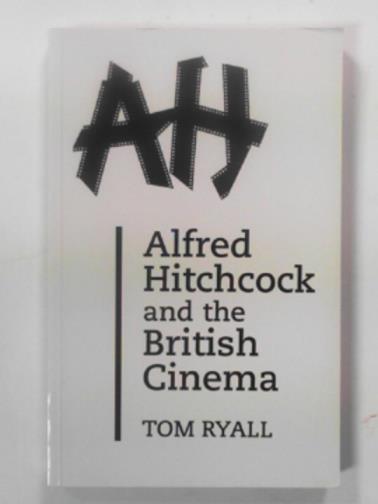 AH
Alfred
Hitchcock
and the
British
Cinema
TOM RYALL